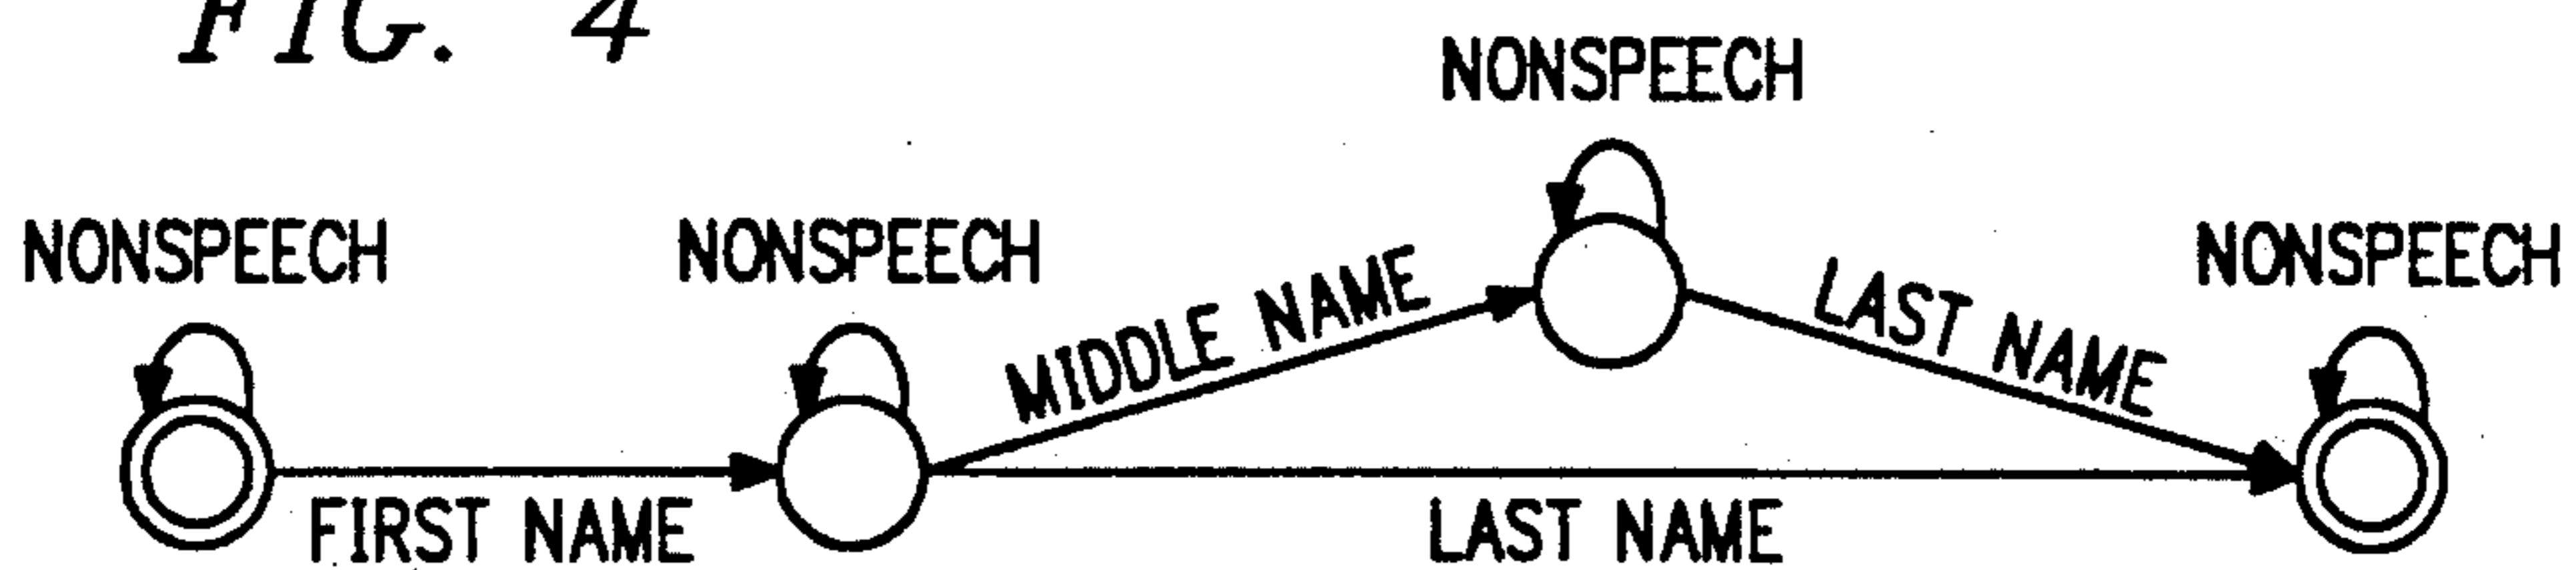 FIG. 4
NONSPEECH
NONSPEECH
NONSPEECH
NONSPEECH
MIDDLE NAME
LAST NAME
FIRST NAME
LAST NAME